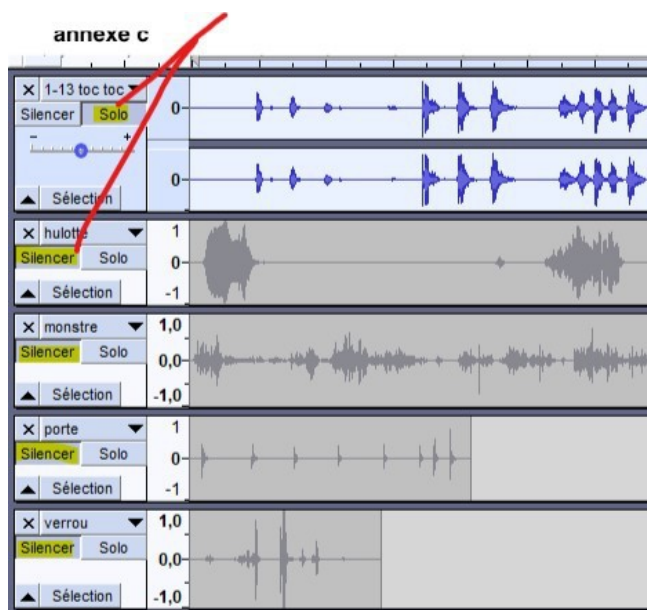 annexe c
× 1-13 toc toc
Silencer Solo
0
- +
0
Sélection
× hulotte
1
Silencer Solo
0
Sélection
-1
× monstre
1,0
Silencer Solo
0,0
Sélection
-1,0
× porte
1
Silencer Solo
0
Sélection
-1
× verrou
1,0
Silencer Solo
0,0
Sélection
-1,0